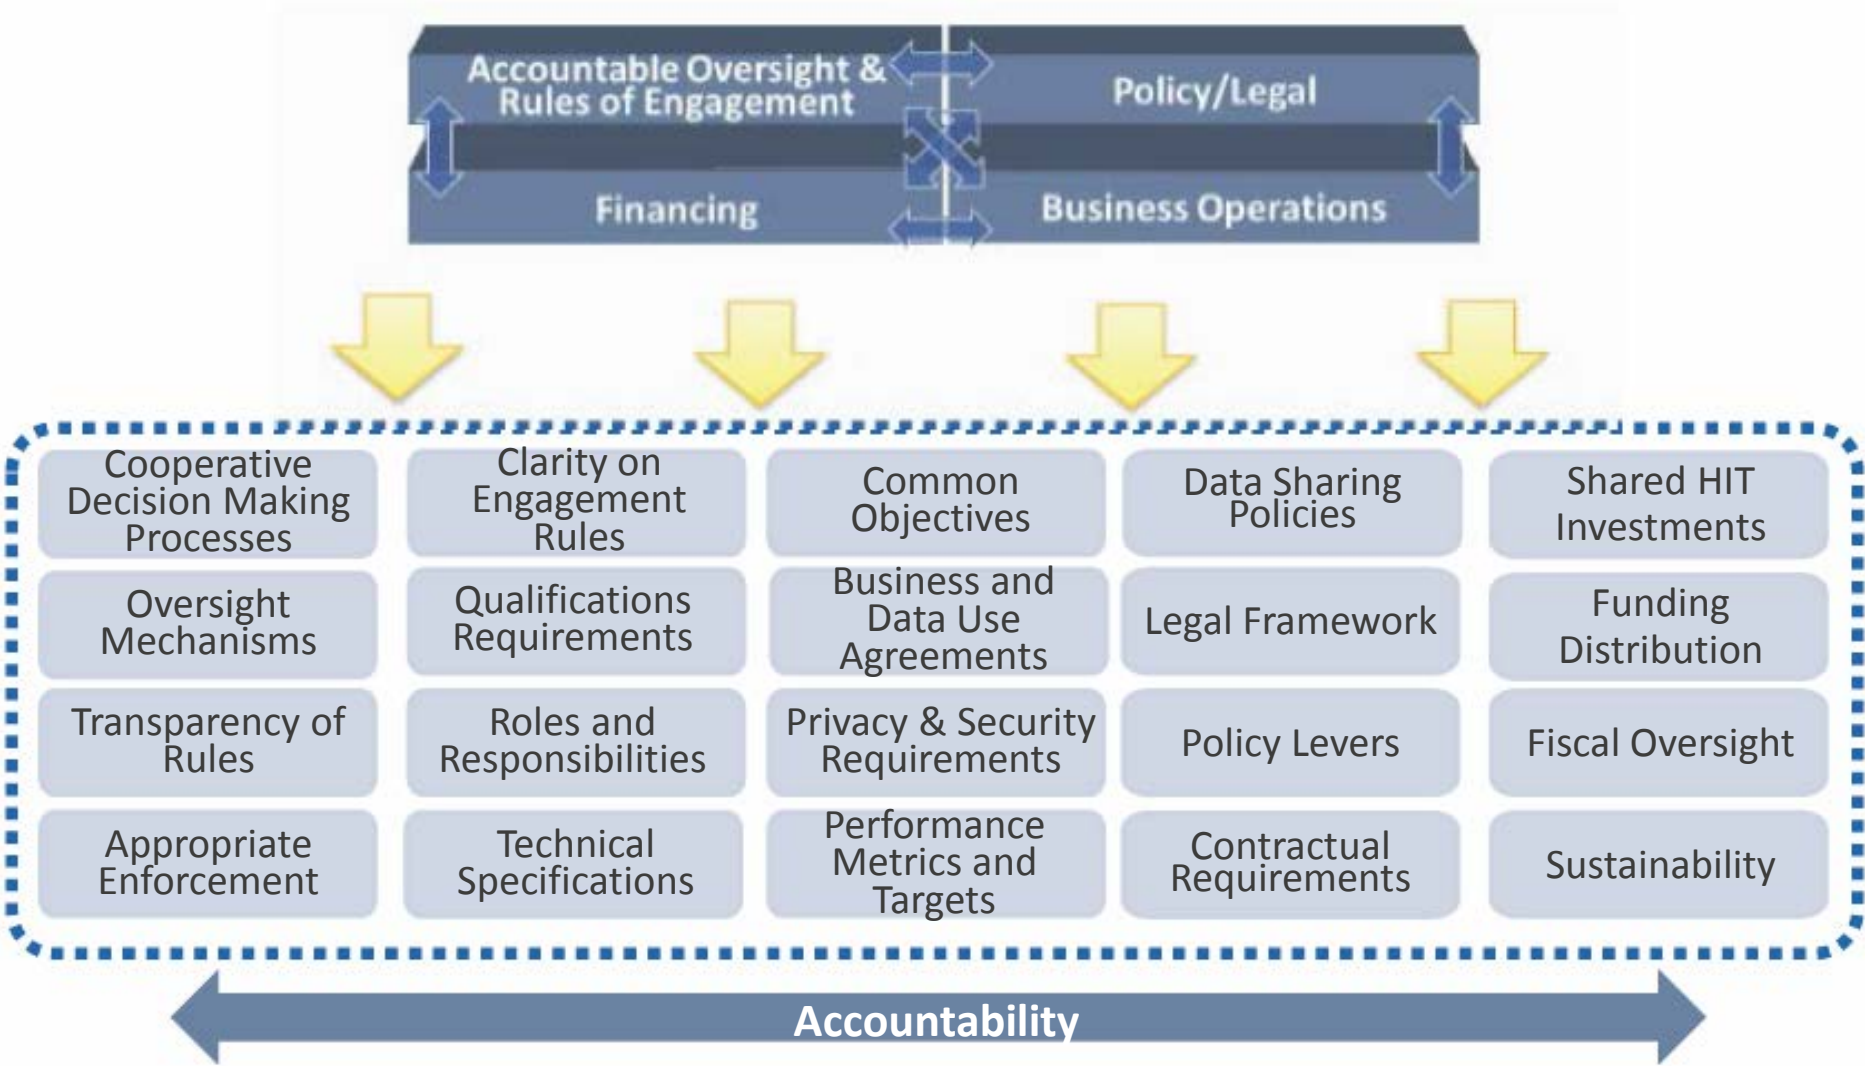 Accountable Oversight &
Rules of Engagement
Policy/Legal
Financing
Business Operations
Cooperative
Decision Making
Processes
Clarity on
Engagement
Rules
Common
Objectives
Data Sharing
Policies
Shared HIT
Investments
Oversight
Mechanisms
Qualifications
Requirements
Business and
Data Use
Agreements
Legal Framework
Funding
Distribution
Transparency of
Rules
Roles and
Responsibilities
Privacy & Security
Requirements
Policy Levers
Fiscal Oversight
Appropriate
Enforcement
Technical
Specifications
Performance
Metrics and
Targets
Contractual
Requirements
Sustainability
Accountability